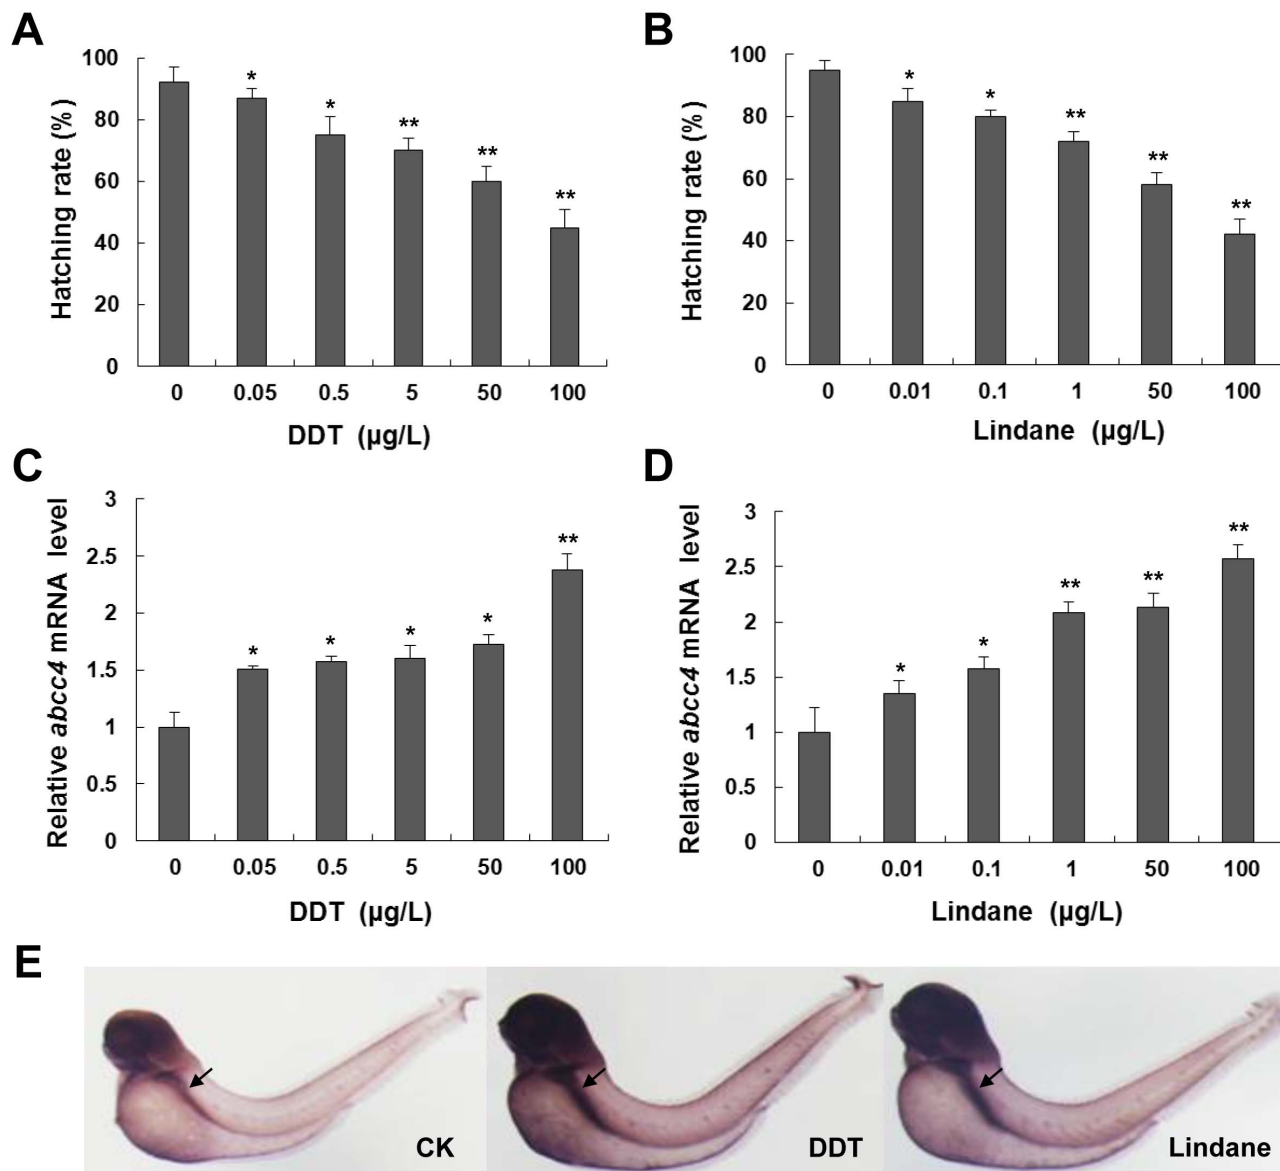 A
Hatching rate (%)
100
80
60
40
20
0
* * ** ** **
0 0.05 0.5 5 50 100
DDT (µg/L)
B
Hatching rate (%)
100
80
60
40
20
0
* * ** ** **
0 0.01 0.1 1 50 100
Lindane (µg/L)
C
Relative abcc4 mRNA level
3
2.5
2
1.5
1
0.5
0
* * * * **
0 0.05 0.5 5 50 100
DDT (µg/L)
D
Relative abcc4 mRNA level
3
2.5
2
1.5
1
0.5
0
* * ** ** **
0 0.01 0.1 1 50 100
Lindane (µg/L)
E
CK DDT Lindane